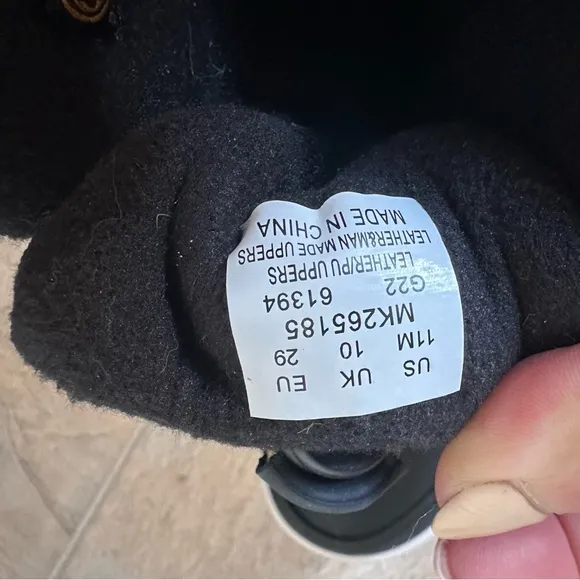 US UK EU
11M 10 29
MK265185
G22 61394
LEATHER/PU UPPERS
LEATHER&MAN MADE UPPERS
MADE IN CHINA